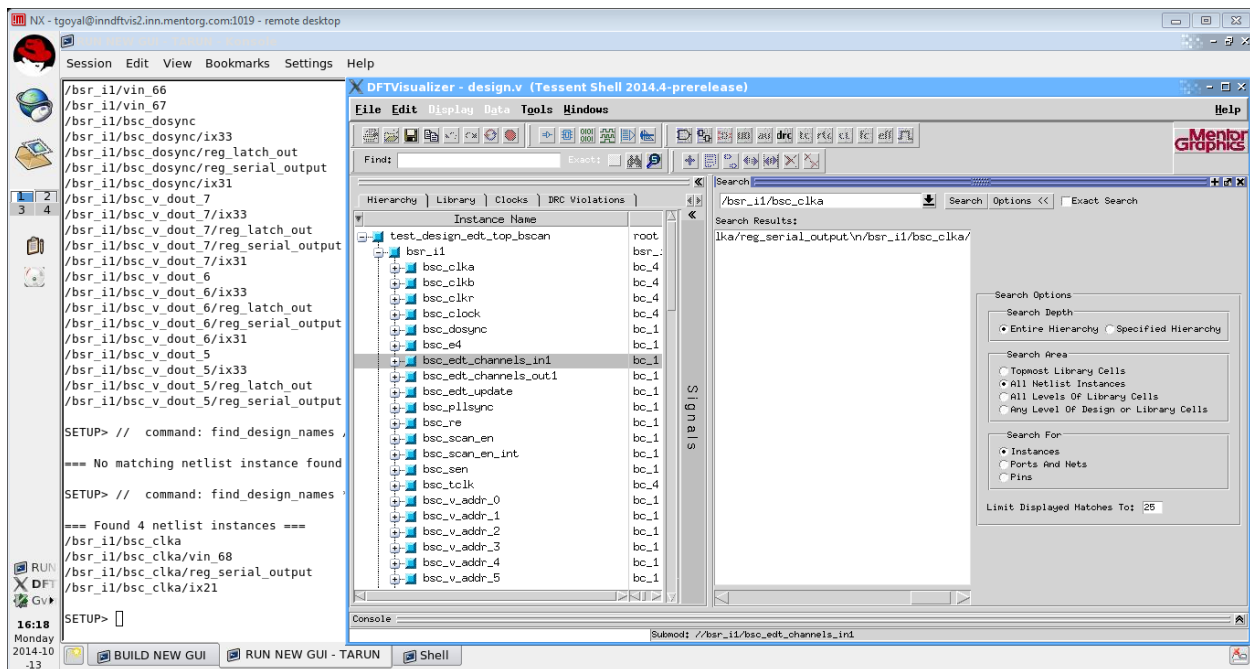 NX - tgoyal@inndftvis2.inn.mentorg.com:1019 - remote desktop
Session Edit View Bookmarks Settings Help
/bsr_i1/vin_66
/bsr_i1/vin_67
/bsr_i1/bsc_dosync
/bsr_i1/bsc_dosync/ix33
/bsr_i1/bsc_dosync/reg_latch_out
/bsr_i1/bsc_dosync/reg_serial_output
/bsr_i1/bsc_dosync/ix31
/bsr_i1/bsc_v_dout_7
/bsr_i1/bsc_v_dout_7/ix33
/bsr_i1/bsc_v_dout_7/reg_latch_out
/bsr_i1/bsc_v_dout_7/reg_serial_output
/bsr_i1/bsc_v_dout_7/ix31
/bsr_i1/bsc_v_dout_6
/bsr_i1/bsc_v_dout_6/ix33
/bsr_i1/bsc_v_dout_6/reg_latch_out
/bsr_i1/bsc_v_dout_6/reg_serial_output
/bsr_i1/bsc_v_dout_6/ix31
/bsr_i1/bsc_v_dout_5
/bsr_i1/bsc_v_dout_5/ix33
/bsr_i1/bsc_v_dout_5/reg_latch_out
/bsr_i1/bsc_v_dout_5/reg_serial_output
SETUP> // command: find_design_names /
=== No matching netlist instance found
SETUP> // command: find_design_names
=== Found 4 netlist instances ===
/bsr_i1/bsc_clka
/bsr_i1/bsc_clka/vin_68
/bsr_i1/bsc_clka/reg_serial_output
/bsr_i1/bsc_clka/ix21
SETUP>
DFTVisualizer - design.v (Tessent Shell 2014.4-prerelease)
File Edit Display Data Tools Windows Help
drc
eff
Mentor
Graphics
Find: Exact:
Hierarchy Library Clocks DRC Violations
Instance Name
test_design_edt_top_bscan root
bsr_i1 bsr_
bsc_clka bc_4
bsc_clkb bc_4
bsc_clkr bc_4
bsc_clock bc_4
bsc_dosync bc_1
bsc_e4 bc_1
bsc_edt_channels_in1 bc_1
bsc_edt_channels_out1 bc_1
bsc_edt_update bc_1
bsc_pllsync bc_1
bsc_re bc_1
bsc_scan_en bc_1
bsc_scan_en_int bc_1
bsc_sen bc_1
bsc_tclk bc_4
bsc_v_addr_0 bc_1
bsc_v_addr_1 bc_1
bsc_v_addr_2 bc_1
bsc_v_addr_3 bc_1
bsc_v_addr_4 bc_1
bsc_v_addr_5 bc_1
Signals
Search
/bsr_i1/bsc_clka Search Options << Exact Search
Search Results:
lka/reg_serial_output\n/bsr_i1/bsc_clka/
Search Options
Search Depth
Entire Hierarchy Specified Hierarchy
Search Area
Topmost Library Cells
All Netlist Instances
All Levels Of Library Cells
Any Level Of Design or Library Cells
Search For
Instances
Ports And Nets
Pins
Limit Displayed Matches To: 25
Console
Submod: //bsr_i1/bsc_edt_channels_in1
1 2
3 4
RUN
DFT
Gv
16:18
Monday
2014-10
-13
BUILD NEW GUI RUN NEW GUI - TARUN Shell